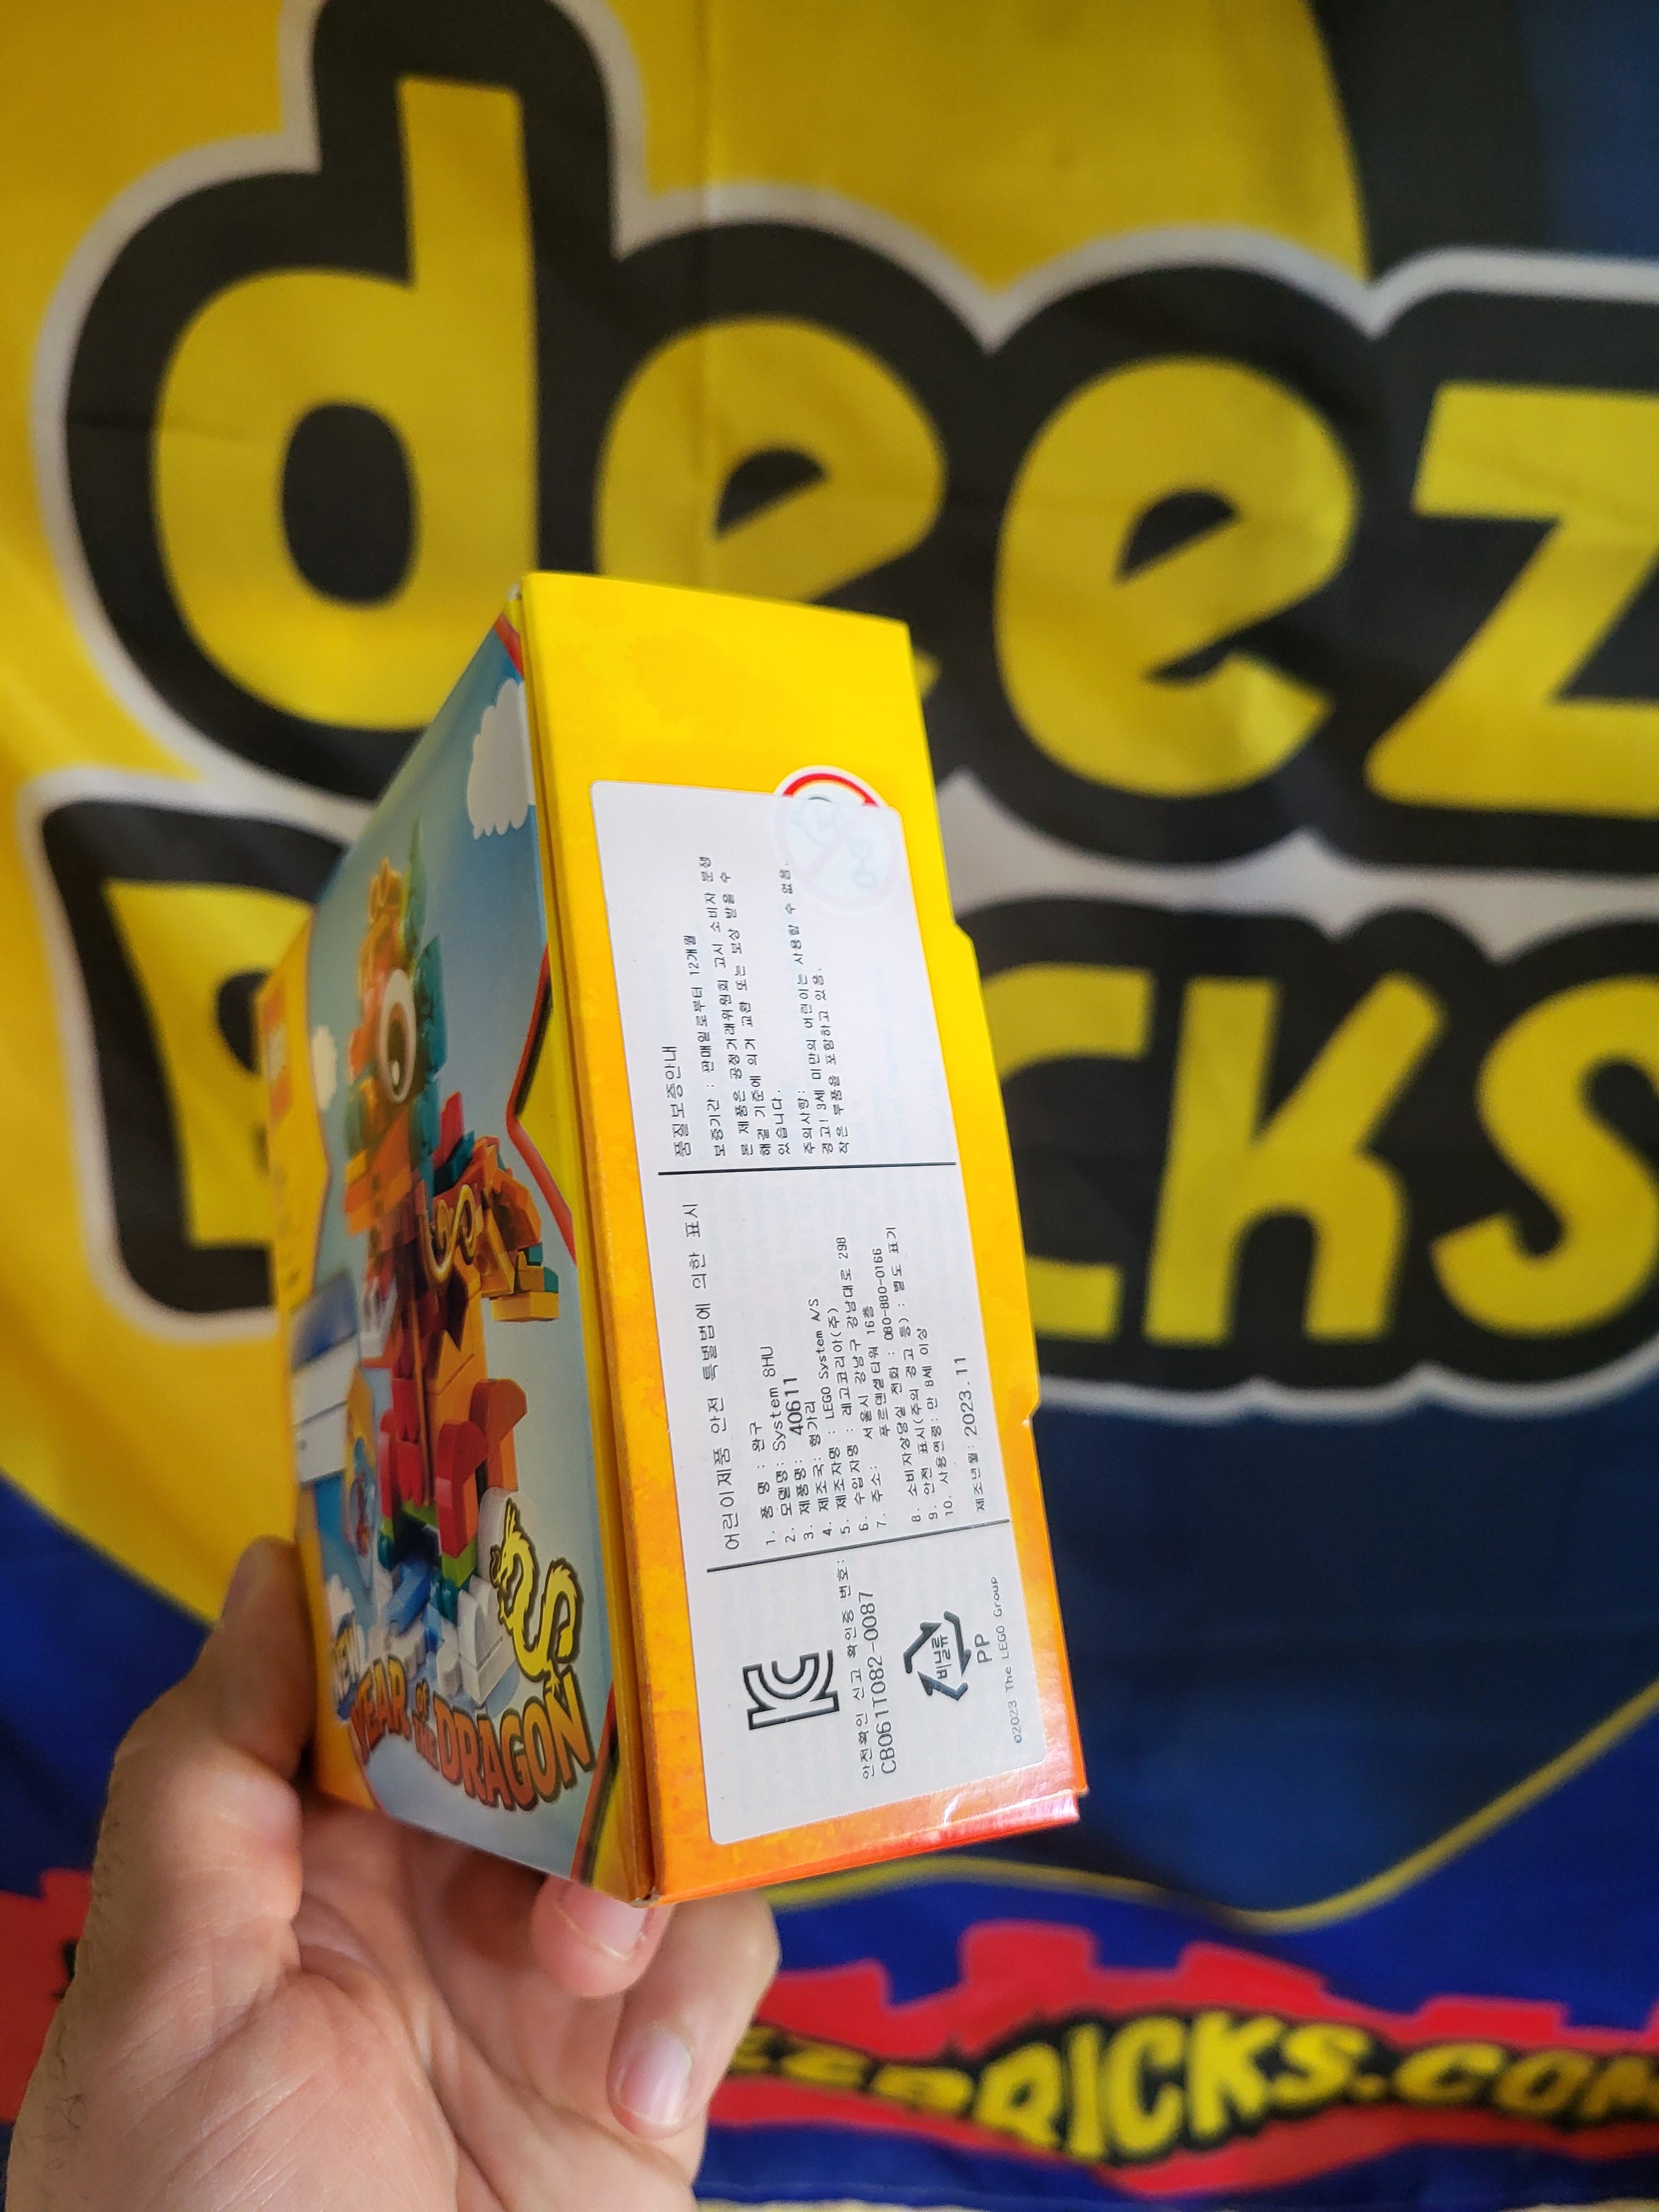 deez
BRICKS
품질보증안내
보증기간 : 판매일로부터 12개월
본 제품은 공정거래위원회 고시 소비자 분쟁
해결 기준에 의거 교환 또는 보상 받을 수
있습니다.
주의사항:
경고! 3세 미만의 어린이는 사용할 수 없음.
작은 부품을 포함하고 있음.
어린이제품 안전 특별법에 의한 표시
1. 품 명 : 완구
2. 모델명: System 8HU
3. 제품명: 40611
4. 제조국: 헝가리
5. 제조자명 : LEGO System A/S
6. 수입자명 : 레고코리아(주)
7. 주소: 서울시 강남구 강남대로 298
푸르덴셜타워 16층
8. 소비자상담실 전화 : 080-880-0166
9. 안전 표시(주의 경고 등) : 별도 표기
10. 사용연령: 만 8세 이상
제조년월: 2023.11
안전확인 신고 확인증 번호:
CB061T082-0087
비닐류
PP
©2023 The LEGO Group
YEAR of the
DRAGON
BRICKS.COM